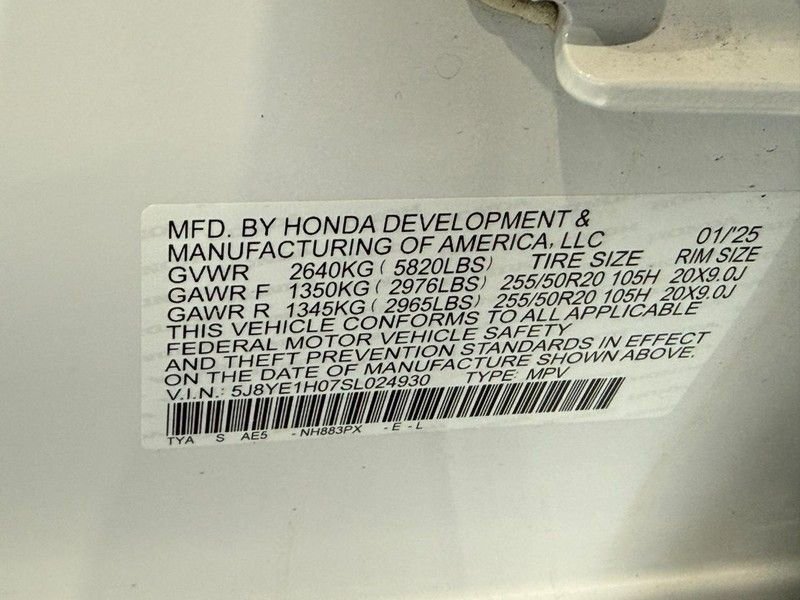 MFD. BY HONDA DEVELOPMENT &
MANUFACTURING OF AMERICA, LLC 01/'25
GVWR 2640KG ( 5820LBS) TIRE SIZE RIM SIZE
GAWR F 1350KG ( 2976LBS) 255/50R20 105H 20X9.0J
GAWR R 1345KG ( 2965LBS) 255/50R20 105H 20X9.0J
THIS VEHICLE CONFORMS TO ALL APPLICABLE
FEDERAL MOTOR VEHICLE SAFETY
AND THEFT PREVENTION STANDARDS IN EFFECT
ON THE DATE OF MANUFACTURE SHOWN ABOVE.
V.I.N.: 5J8YE1H07SL024930 TYPE: MPV
TYA S AE5 -NH883PX -E-L